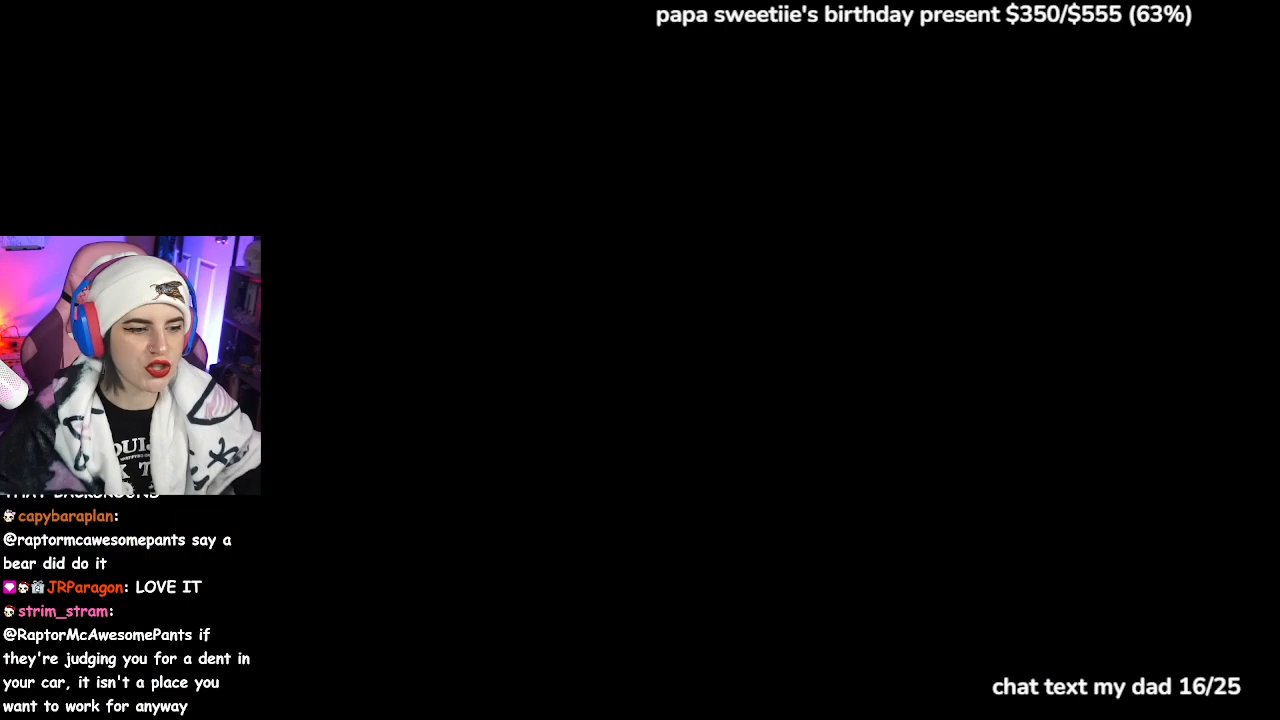 papa sweetiie's birthday present $350/$555 (63%)
THAT BACKGROUND
capybaraplan:
@raptormcawesomepants say a
bear did do it
JRParagon: LOVE IT
strim_stram:
@RaptorMcAwesomePants if
they're judging you for a dent in
your car, it isn't a place you
want to work for anyway
chat text my dad 16/25